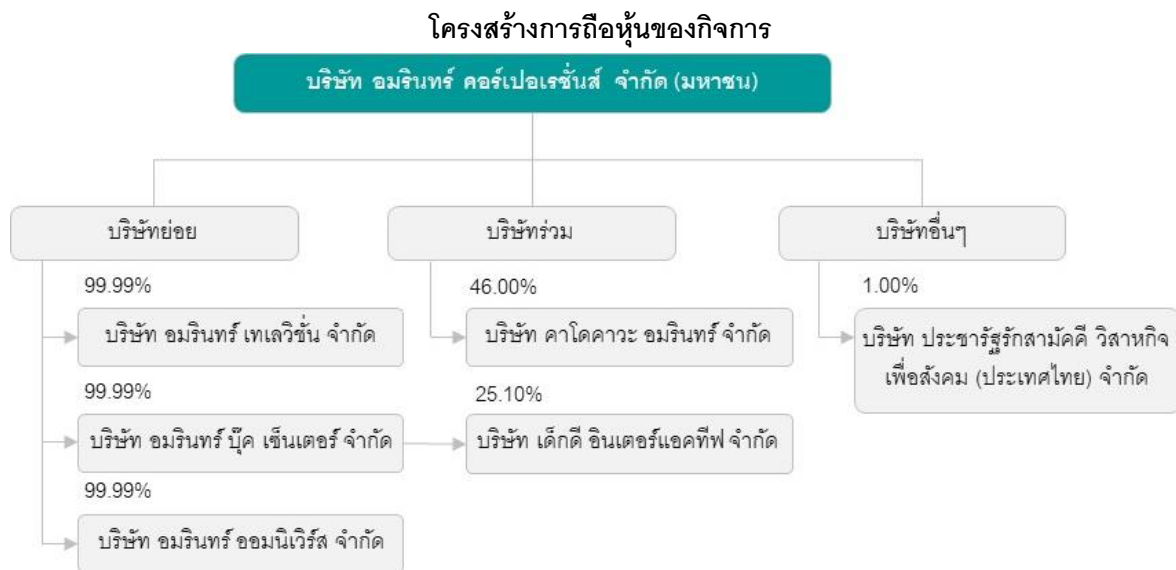 โครงสร้างการถือหุ้นของกิจการ
บริษัท อมรินทร์ คอร์เปอเรชั่นส์ จำกัด (มหาชน)
บริษัทย่อย
99.99%
บริษัท อมรินทร์ เทเลวิชั่น จำกัด
99.99%
บริษัท อมรินทร์ บุ๊ค เซ็นเตอร์ จำกัด
99.99%
บริษัท อมรินทร์ ออมนิเวิร์ส จำกัด
บริษัทร่วม
46.00%
บริษัท คาโดคาวะ อมรินทร์ จำกัด
25.10%
บริษัท เด็กดี อินเตอร์แอคทีฟ จำกัด
บริษัทอื่นๆ
1.00%
บริษัท ประชารัฐรักสามัคคี วิสาหกิจ
เพื่อสังคม (ประเทศไทย) จำกัด